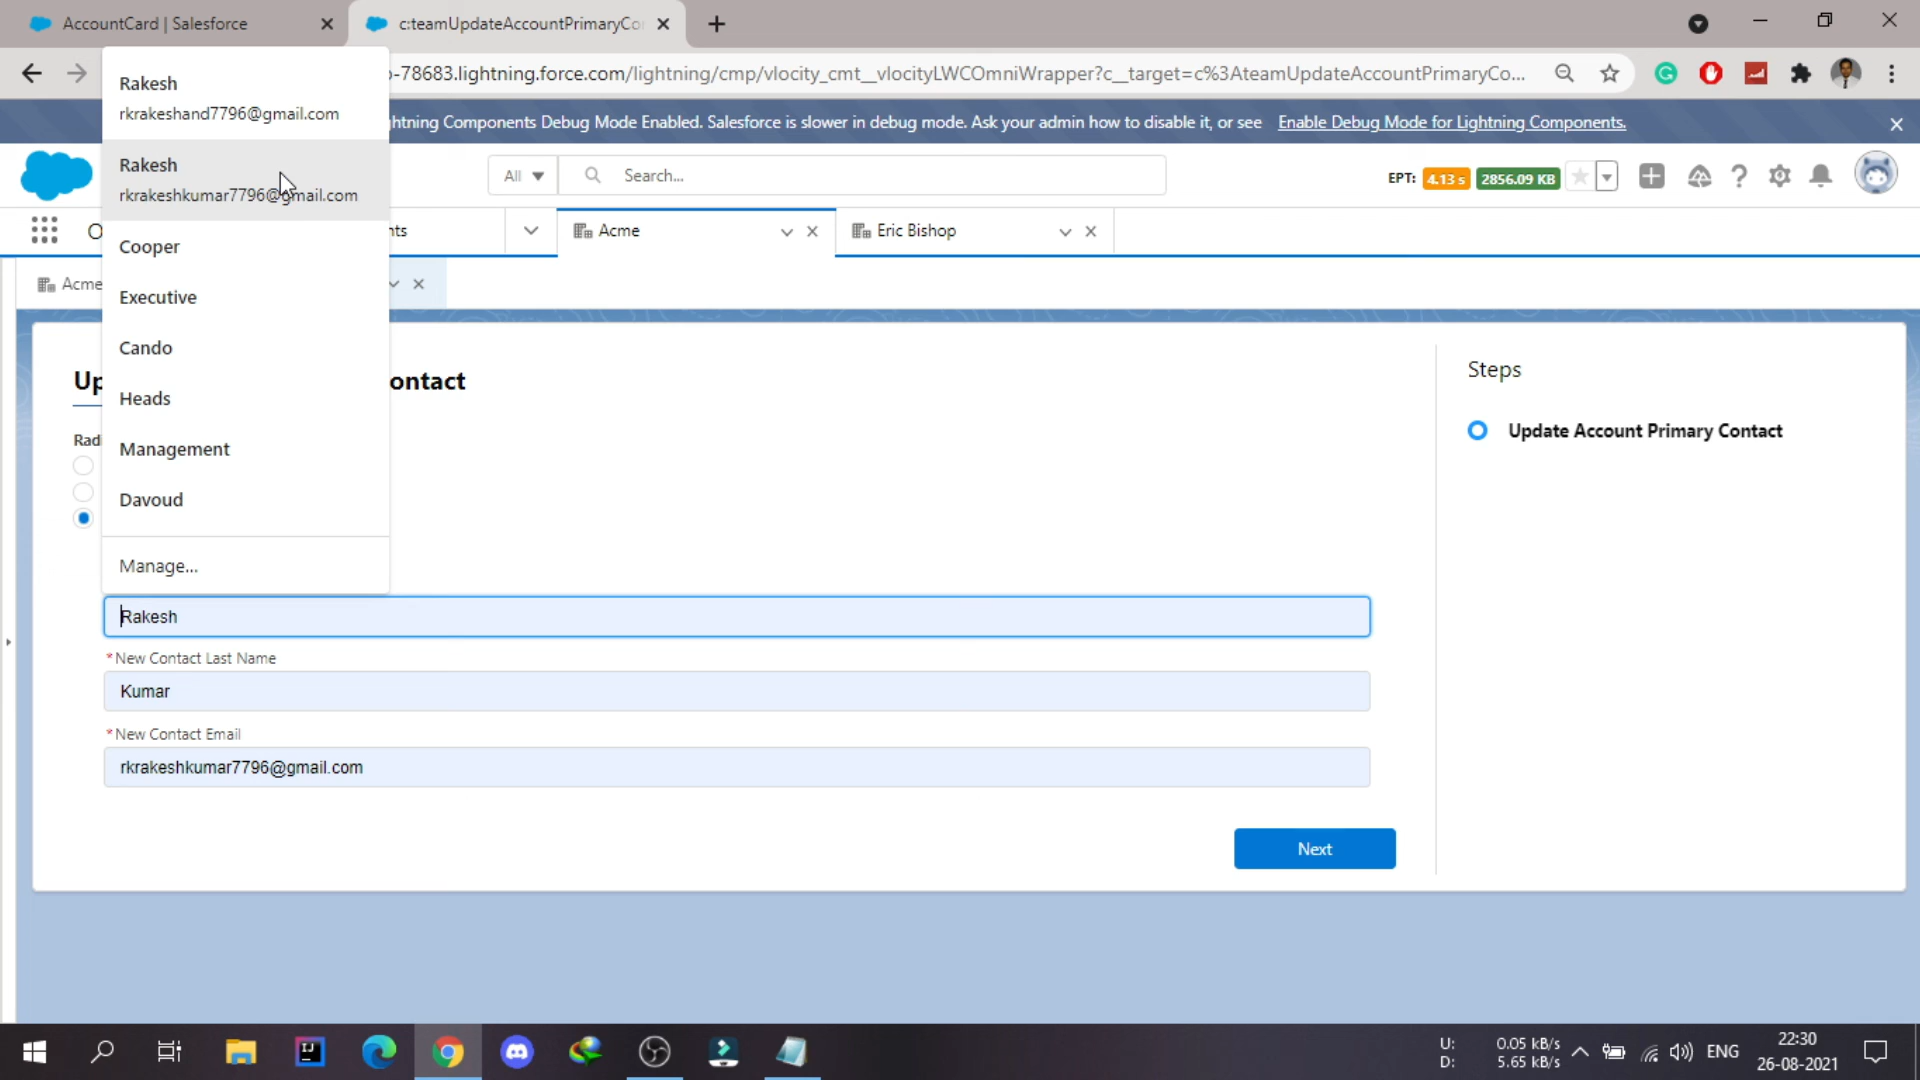 AccountCard | Salesforce
c:teamUpdateAccountPrimaryCo
-78683.lightning.force.com/lightning/cmp/vlocity_cmt__vlocityLWCOmniWrapper?c__target=c%3AteamUpdateAccountPrimaryCo...
Rakesh
rkrakeshand7796@gmail.com
Rakesh
rkrakeshkumar7796@gmail.com
Cooper
Executive
Cando
Heads
Management
Davoud
Manage...
htning Components Debug Mode Enabled. Salesforce is slower in debug mode. Ask your admin how to disable it, or see Enable Debug Mode for Lightning Components.
All
Search...
EPT: 4.13 s 2856.09 KB
nts
Acme
Eric Bishop
Acme
Up
ontact
Radi
Rakesh
*New Contact Last Name
Kumar
*New Contact Email
rkrakeshkumar7796@gmail.com
Next
Steps
Update Account Primary Contact
U: 0.05 kB/s
D: 5.65 kB/s
ENG
22:30
26-08-2021